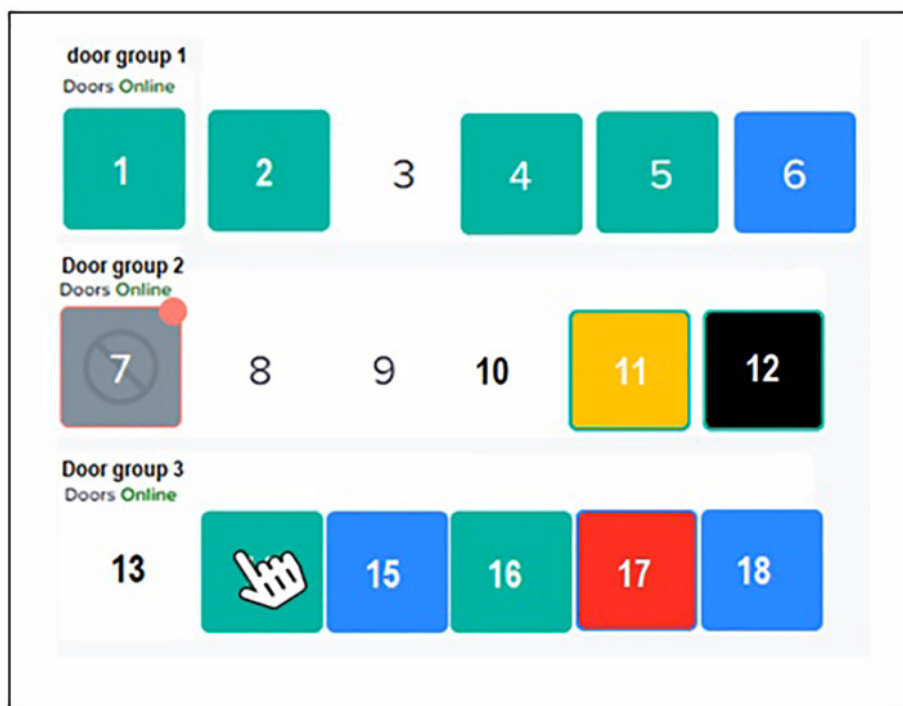 door group 1
Doors Online
1 2 3 4 5 6
Door group 2
Doors Online
7 8 9 10 11 12
Door group 3
Doors Online
13 15 16 17 18